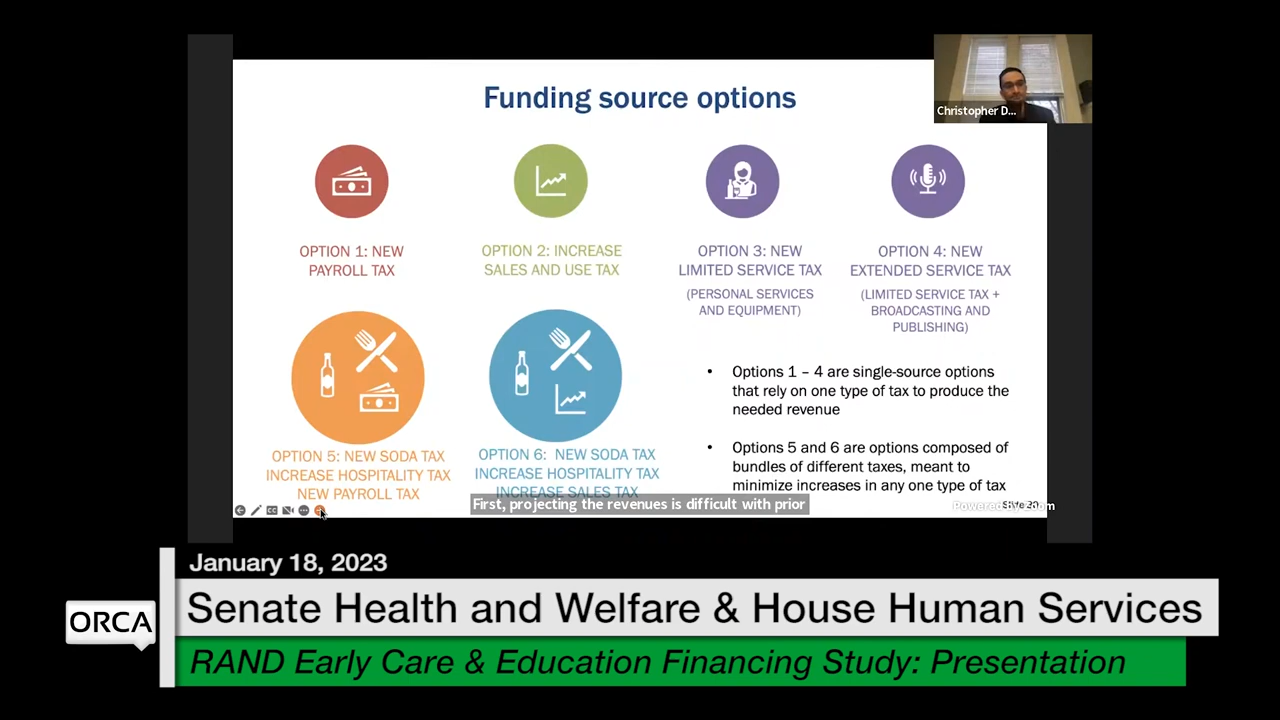 Funding source options
Christopher D...
OPTION 1: NEW
PAYROLL TAX
OPTION 2: INCREASE
SALES AND USE TAX
OPTION 3: NEW
LIMITED SERVICE TAX
(PERSONAL SERVICES
AND EQUIPMENT)
OPTION 4: NEW
EXTENDED SERVICE TAX
(LIMITED SERVICE TAX +
BROADCASTING AND
PUBLISHING)
OPTION 5: NEW SODA TAX
INCREASE HOSPITALITY TAX
NEW PAYROLL TAX
OPTION 6: NEW SODA TAX
INCREASE HOSPITALITY TAX
INCREASE SALES TAX
• Options 1 – 4 are single-source options
that rely on one type of tax to produce the
needed revenue
• Options 5 and 6 are options composed of
bundles of different taxes, meant to
minimize increases in any one type of tax
First, projecting the revenues is difficult with prior
Powered by Zoom
Slide
January 18, 2023
ORCA
Senate Health and Welfare & House Human Services
RAND Early Care & Education Financing Study: Presentation